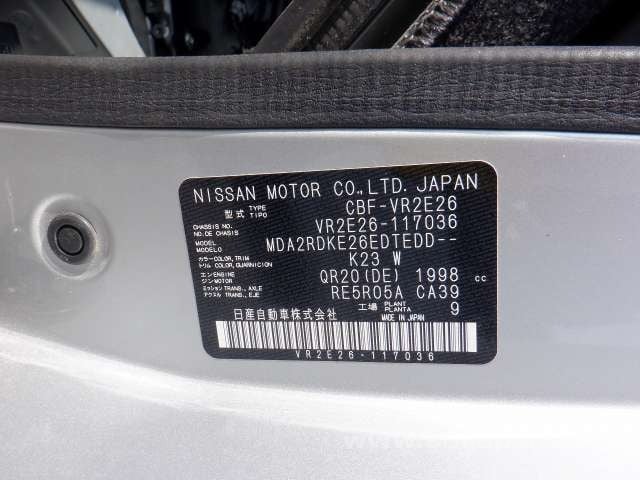 NISSAN MOTOR CO.,LTD. JAPAN
型式 TYPE TIPO CBF-VR2E26
CHASSIS NO. NO. DE CHASSIS VR2E26-117036
MODEL MODELO MDA2RDKE26EDTEDD--
カラー COLOR, TRIM トリム COLOR, GUARNICION K23 W
エンジン ENGINE ジン MOTOR QR20(DE) 1998 cc
ミッション TRANS., AXLE アクスル TRANS., EJE RE5R05A CA39
工場 PLANT PLANTA 9
日産自動車株式会社 MADE IN JAPAN
VR2E26-117036